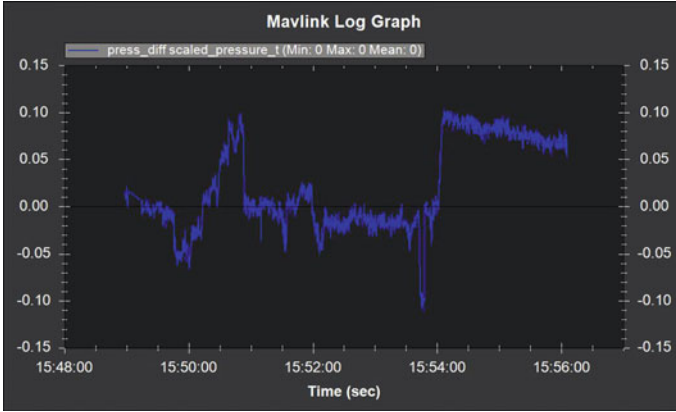 Mavlink Log Graph
press_diff scaled_pressure_t (Min: 0 Max: 0 Mean: 0)
0.15 0.15
0.10 0.10
0.05 0.05
0.00 0.00
-0.05 -0.05
-0.10 -0.10
-0.15 -0.15
15:48:00 15:50:00 15:52:00 15:54:00 15:56:00
Time (sec)